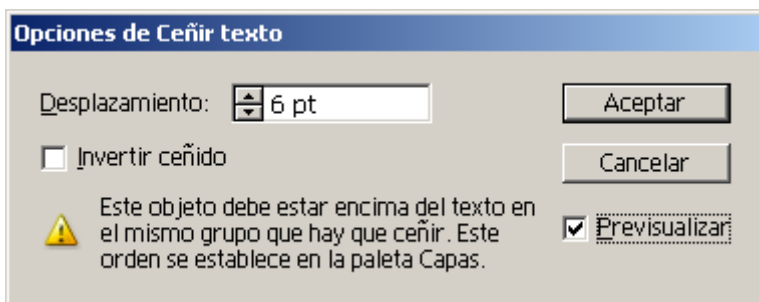 Opciones de Ceñir texto
Desplazamiento: 6 pt
Aceptar
Invertir ceñido
Cancelar
Este objeto debe estar encima del texto en
el mismo grupo que hay que ceñir. Este
orden se establece en la paleta Capas.
Previsualizar